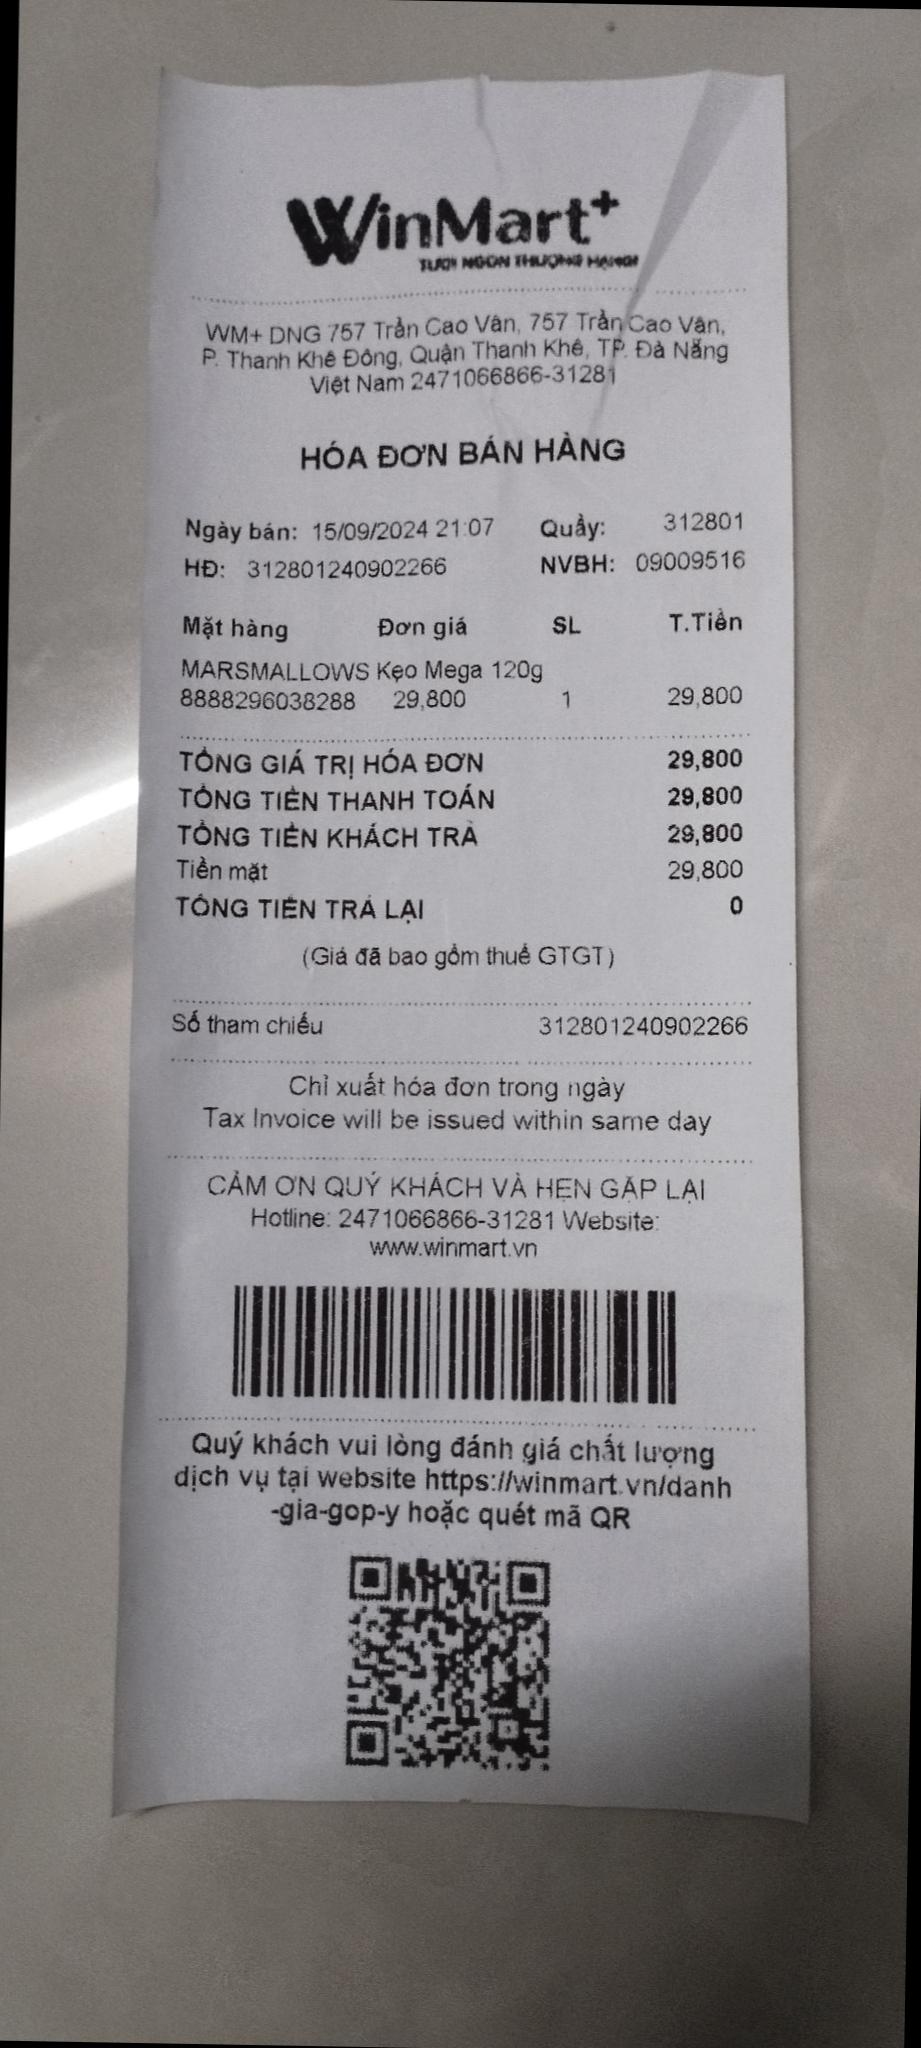 WinMart+
TƯƠI NGON THƯỢNG HẠNG
WM+ DNG 757 Trần Cao Vân, 757 Trần Cao Vân,
P. Thanh Khê Đông, Quận Thanh Khê, TP. Đà Nẵng
Việt Nam 2471066866-31281
HÓA ĐƠN BÁN HÀNG
Ngày bán: 15/09/2024 21:07 Quầy: 312801
HĐ: 312801240902266 NVBH: 09009516
Mặt hàng Đơn giá SL T.Tiền
MARSMALLOWS Kẹo Mega 120g
8888296038288 29,800 1 29,800
TỔNG GIÁ TRỊ HÓA ĐƠN 29,800
TỔNG TIỀN THANH TOÁN 29,800
TỔNG TIỀN KHÁCH TRẢ 29,800
Tiền mặt 29,800
TỔNG TIỀN TRẢ LẠI 0
(Giá đã bao gồm thuế GTGT)
Số tham chiếu 312801240902266
Chỉ xuất hóa đơn trong ngày
Tax Invoice will be issued within same day
CẢM ƠN QUÝ KHÁCH VÀ HẸN GẶP LẠI
Hotline: 2471066866-31281 Website:
www.winmart.vn
Quý khách vui lòng đánh giá chất lượng
dịch vụ tại website https://winmart.vn/danh
-gia-gop-y hoặc quét mã QR